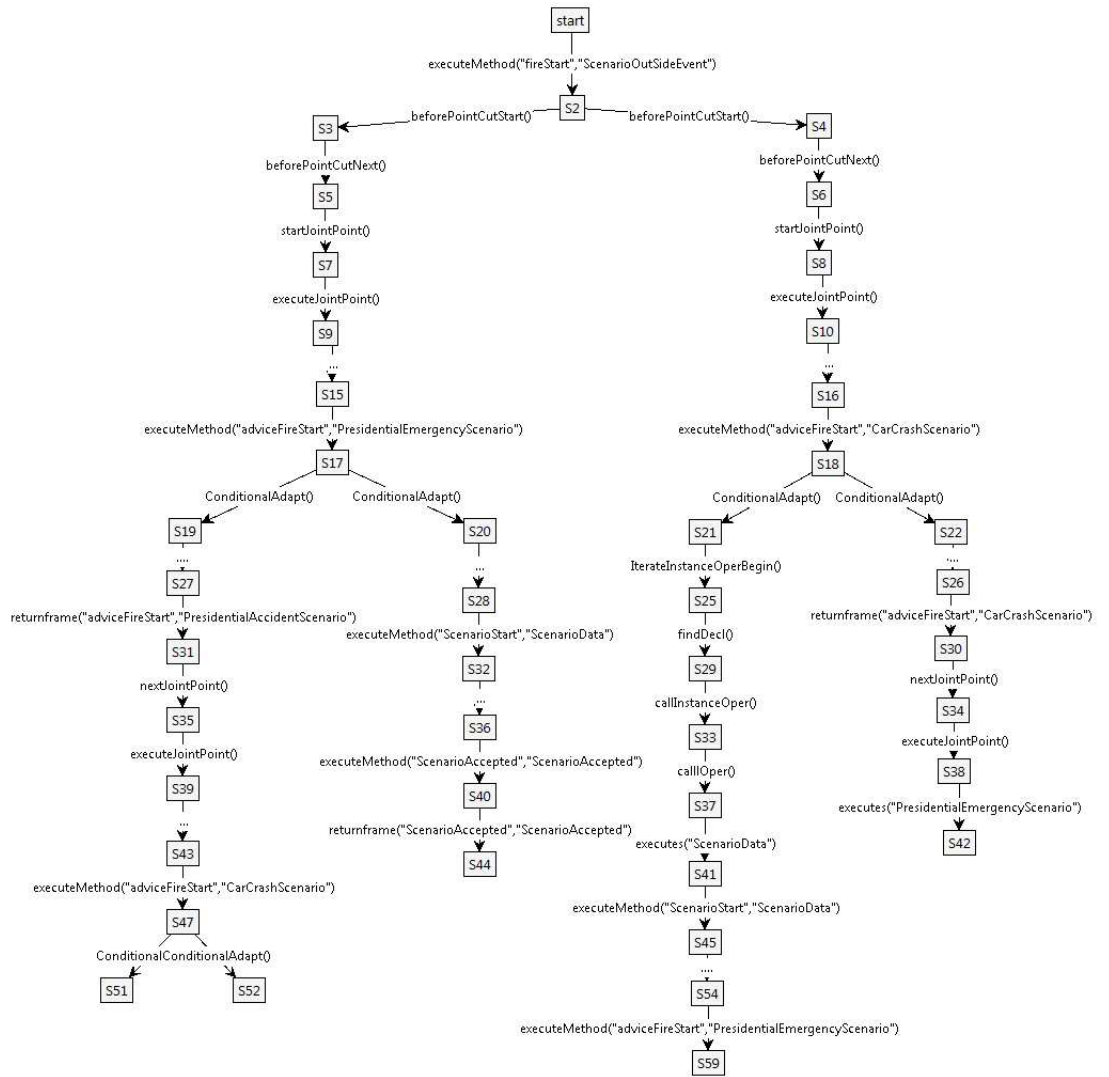 start
executeMethod("fireStart","ScenarioOutSideEvent")
S2
beforePointCutStart() beforePointCutStart()
S3 S4
beforePointCutNext() beforePointCutNext()
S5 S6
startJointPoint() startJointPoint()
S7 S8
executeJointPoint() executeJointPoint()
S9 S10
... ...
S15 S16
executeMethod("adviceFireStart","PresidentialEmergencyScenario") executeMethod("adviceFireStart","CarCrashScenario")
S17 S18
ConditionalAdapt() ConditionalAdapt() ConditionalAdapt() ConditionalAdapt()
S19 S20 S21 S22
.... ... IterateInstanceOperBegin() ....
S27 S28 S25 S26
returnframe("adviceFireStart","PresidentialAccidentScenario") executeMethod("ScenarioStart","ScenarioData") findDecl() returnframe("adviceFireStart","CarCrashScenario")
S31 S32 S29 S30
nextJointPoint() ... callInstanceOper() nextJointPoint()
S35 S36 S33 S34
executeJointPoint() executeMethod("ScenarioAccepted","ScenarioAccepted") callIOper() executeJointPoint()
S39 S40 S37 S38
... returnframe("ScenarioAccepted","ScenarioAccepted") executes("ScenarioData") executes("PresidentialEmergencyScenario")
S43 S44 S41 S42
executeMethod("adviceFireStart","CarCrashScenario") executeMethod("ScenarioStart","ScenarioData")
S47 S45
ConditionalConditionalAdapt() ....
S51 S52 S54
executeMethod("adviceFireStart","PresidentialEmergencyScenario")
S59